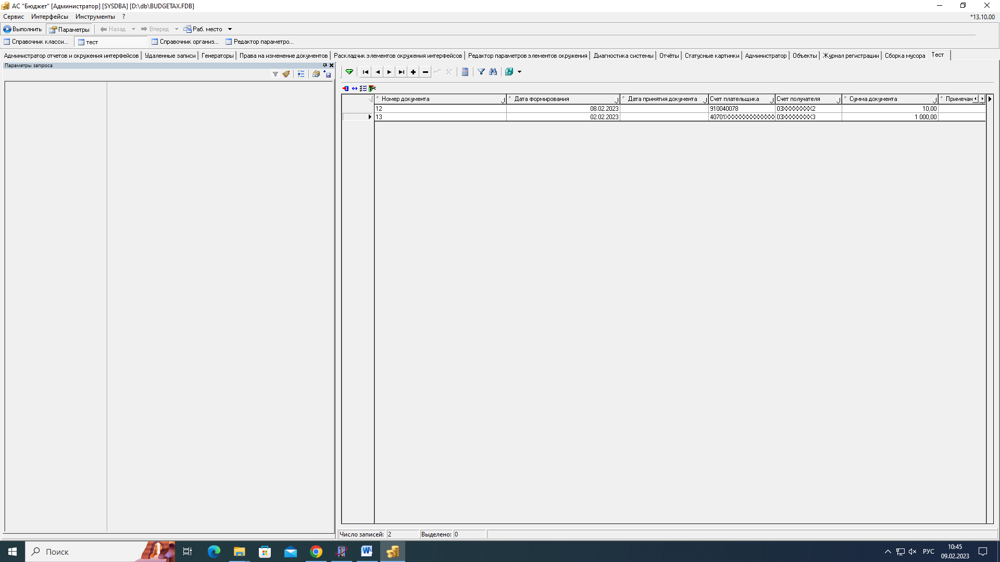 АС "Бюджет" [Администратор] [SYSDBA] [D:\db\BUDGETAX.FDB]
Сервис Интерфейсы Инструменты ?
*13.10.00
Выполнить Параметры Назад Вперед Раб. место
Справочник класси... тест Справочник организ... Редактор параметро...
Администратор отчетов и окружения интерфейсов Удаленные записи Генераторы Права на изменение документов Раскладчик элементов окружения интерфейсов Редактор параметров элементов окружения Диагностика системы Отчёты Статусные картинки Администратор Объекты Журнал регистрации Сборка мусора Тест
Параметры запроса
Номер документа Дата формирования Дата принятия документа Счет плательщика Счет получателя Сумма документа Примечан
12 08.02.2023 910040078 03XXXXXXX2 10,00
13 02.02.2023 40701XXXXXXXXXXXXX 03XXXXXXX3 1 000,00
Число записей: 2 Выделено: 0
Поиск
РУС
10:45
09.02.2023